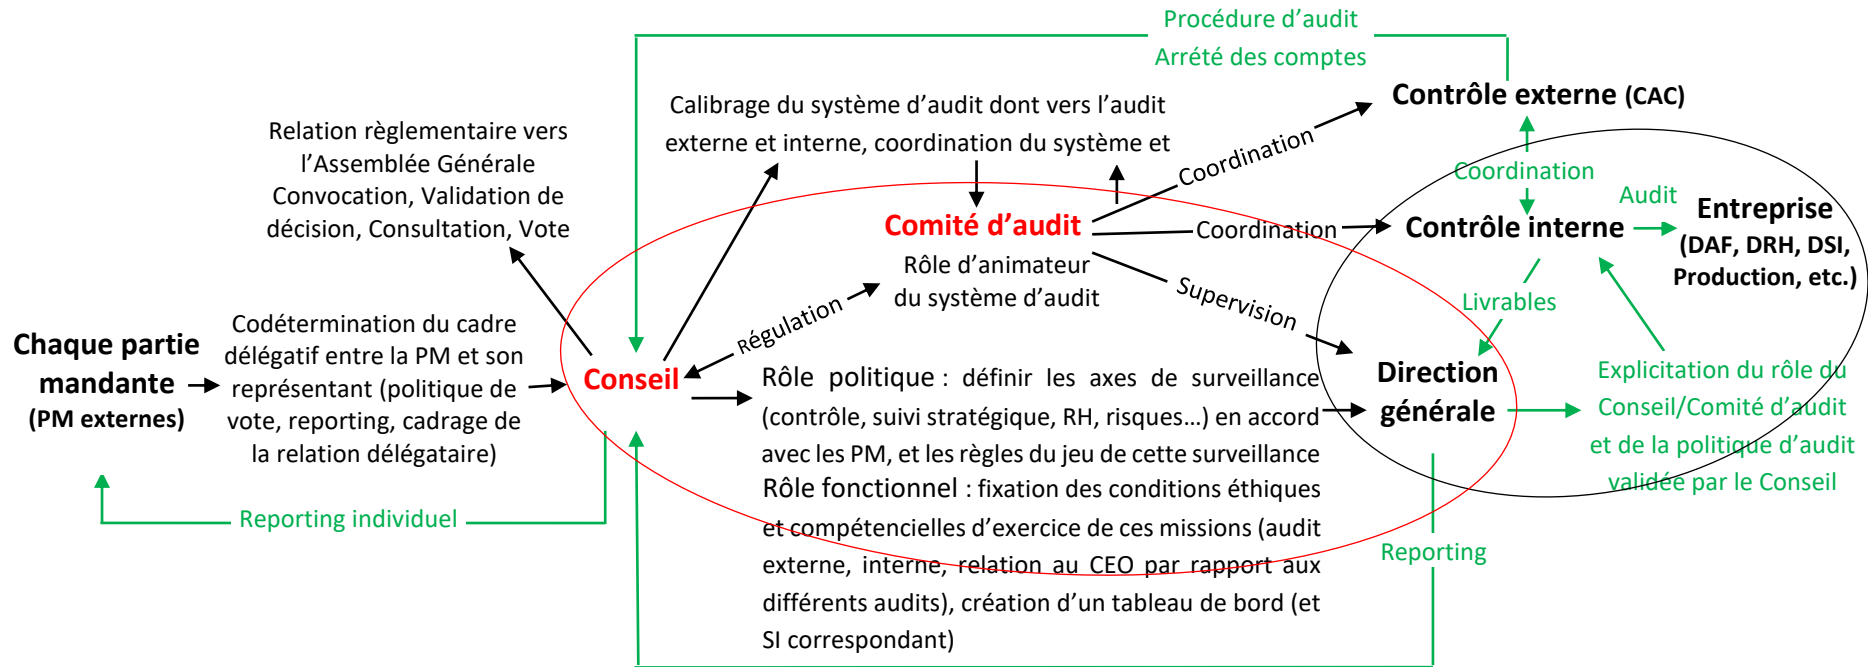 Procédure d’audit
Arrété des comptes
Contrôle externe (CAC)
Calibrage du système d’audit dont vers l’audit
externe et interne, coordination du système et
Relation règlementaire vers
l’Assemblée Générale
Convocation, Validation de
décision, Consultation, Vote
Coordination
Coordination
Audit
Entreprise
(DAF, DRH, DSI,
Production, etc.)
Comité d’audit
Rôle d’animateur
du système d’audit
Coordination
Contrôle interne
Supervision
Livrables
Régulation
Chaque partie
mandante
(PM externes)
Codétermination du cadre
délégatif entre la PM et son
représentant (politique de
vote, reporting, cadrage de
la relation délégataire)
Conseil
Rôle politique : définir les axes de surveillance
(contrôle, suivi stratégique, RH, risques…) en accord
avec les PM, et les règles du jeu de cette surveillance
Rôle fonctionnel : fixation des conditions éthiques
et compétencielles d’exercice de ces missions (audit
externe, interne, relation au CEO par rapport aux
différents audits), création d’un tableau de bord (et
SI correspondant)
Direction
générale
Explicitation du rôle du
Conseil/Comité d’audit
et de la politique d’audit
validée par le Conseil
Reporting individuel
Reporting